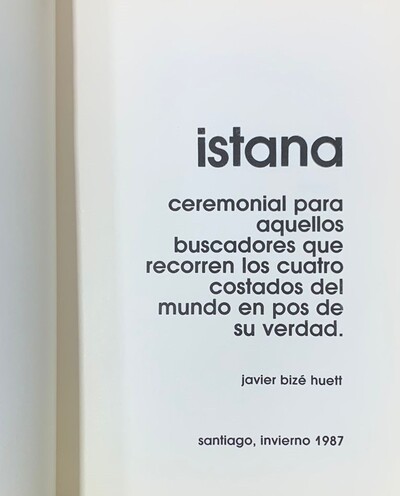 istana
ceremonial para
aquellos
buscadores que
recorren los cuatro
costados del
mundo en pos de
su verdad.
javier bizé huett
santiago, invierno 1987